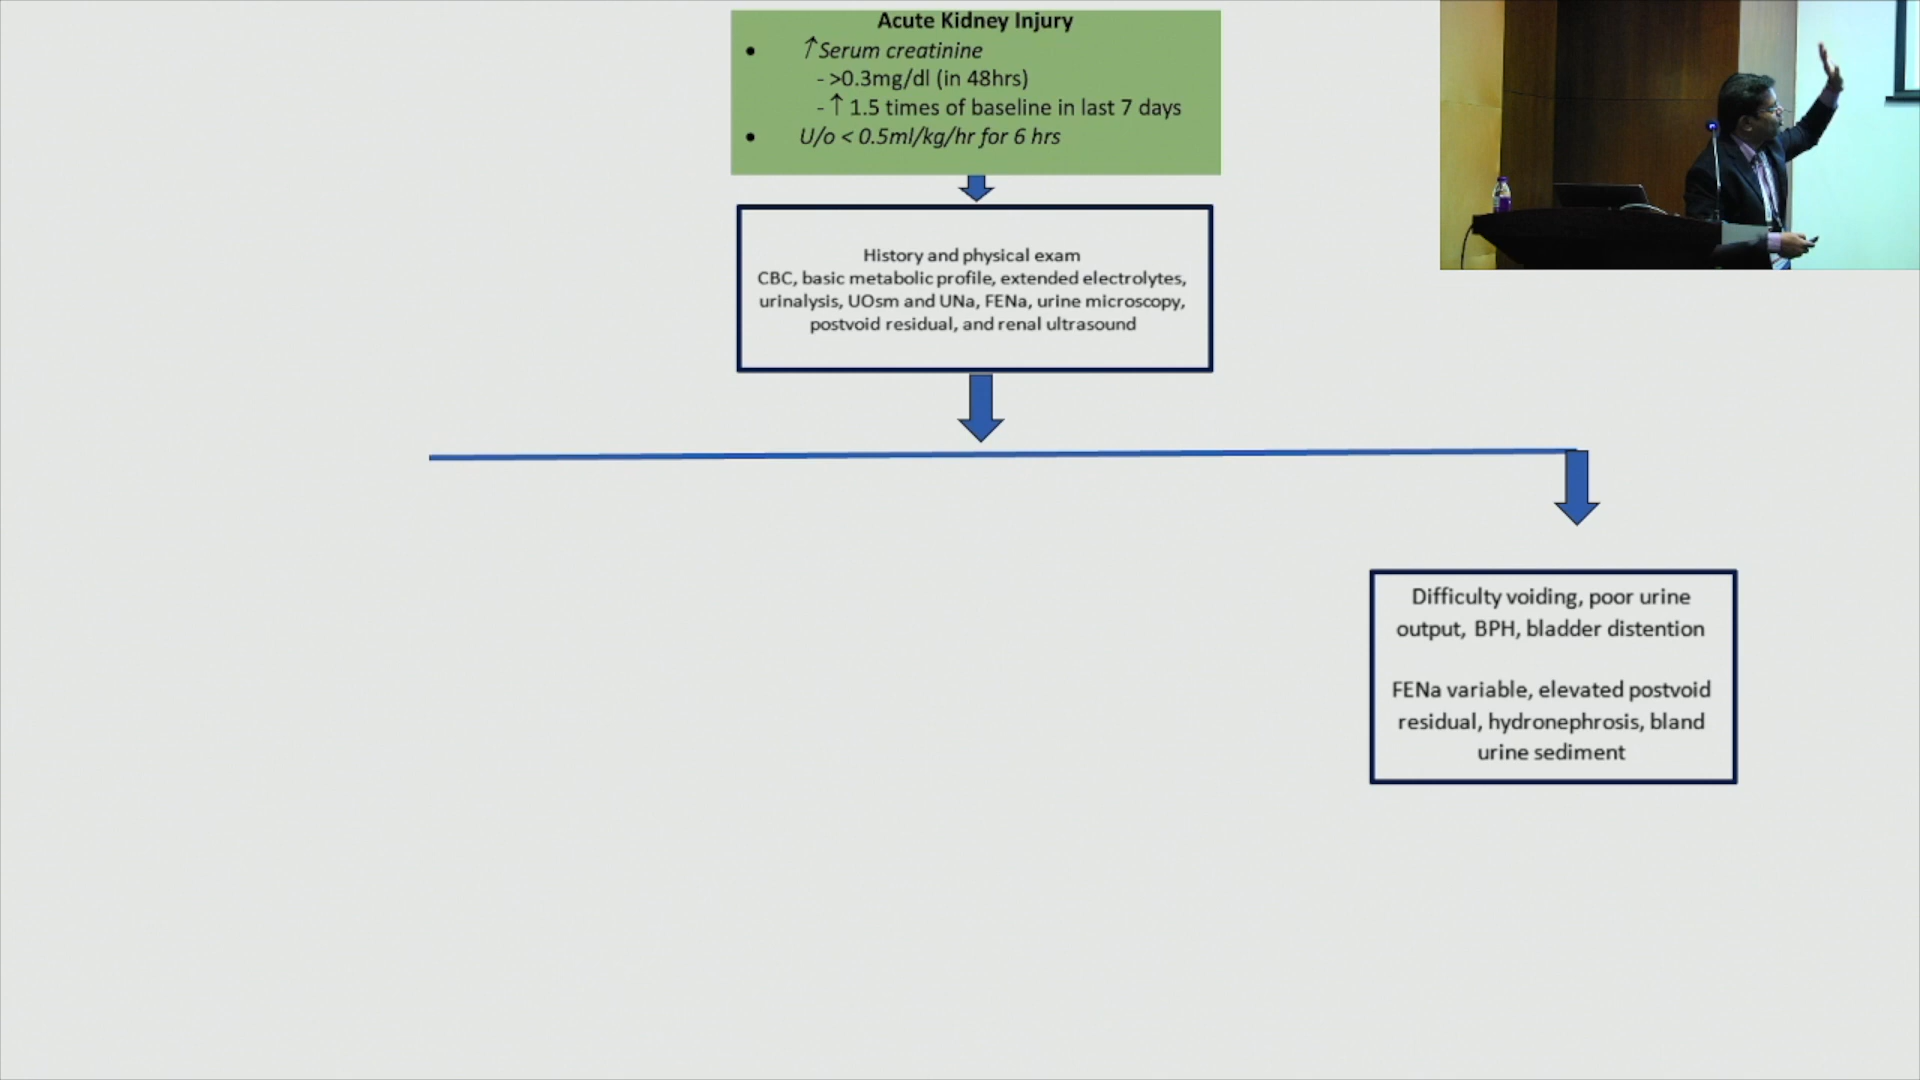 Acute Kidney Injury
• ↑Serum creatinine
- >0.3mg/dl (in 48hrs)
- ↑ 1.5 times of baseline in last 7 days
• U/o < 0.5ml/kg/hr for 6 hrs
History and physical exam
CBC, basic metabolic profile, extended electrolytes,
urinalysis, UOsm and UNa, FENa, urine microscopy,
postvoid residual, and renal ultrasound
Difficulty voiding, poor urine
output, BPH, bladder distention
FENa variable, elevated postvoid
residual, hydronephrosis, bland
urine sediment